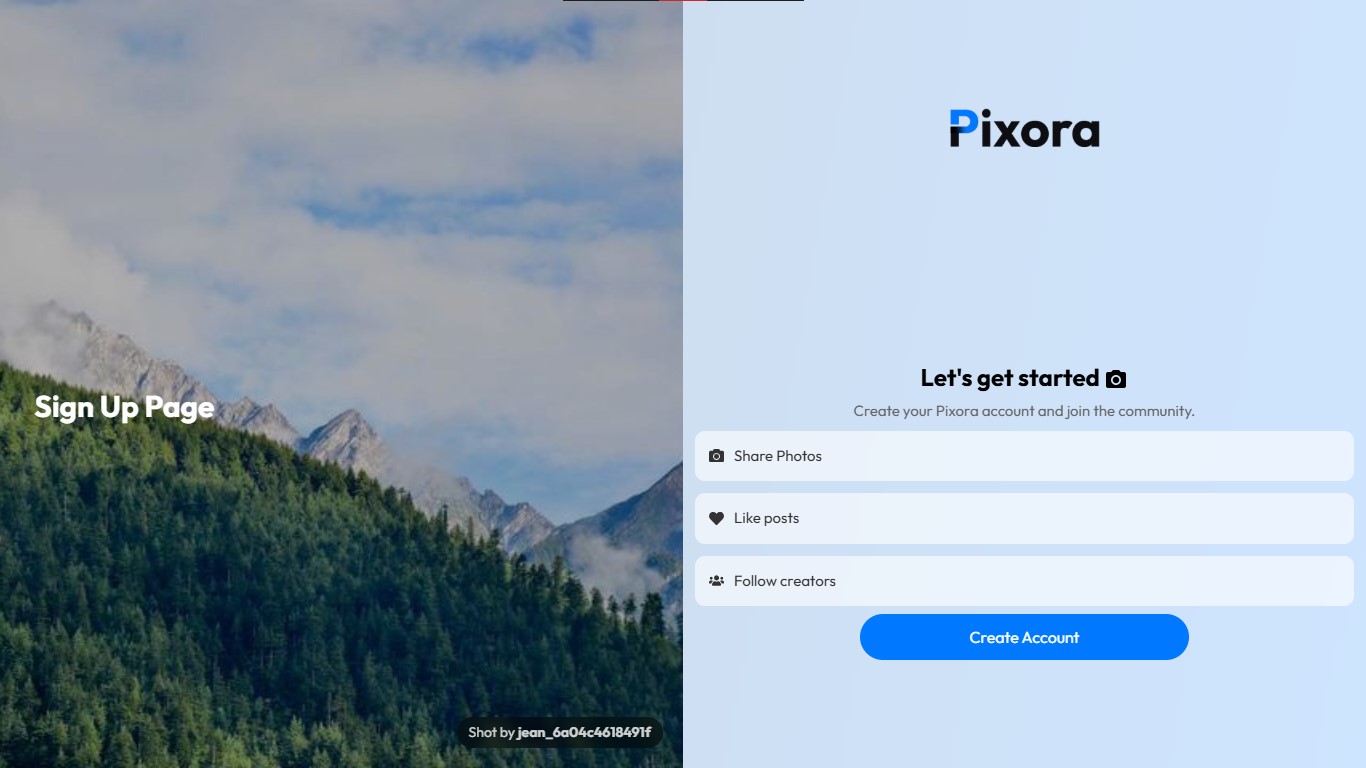 Sign Up Page
Shot by jean_6a04c4618491f
Pixora
Let's get started
Create your Pixora account and join the community.
Share Photos
Like posts
Follow creators
Create Account